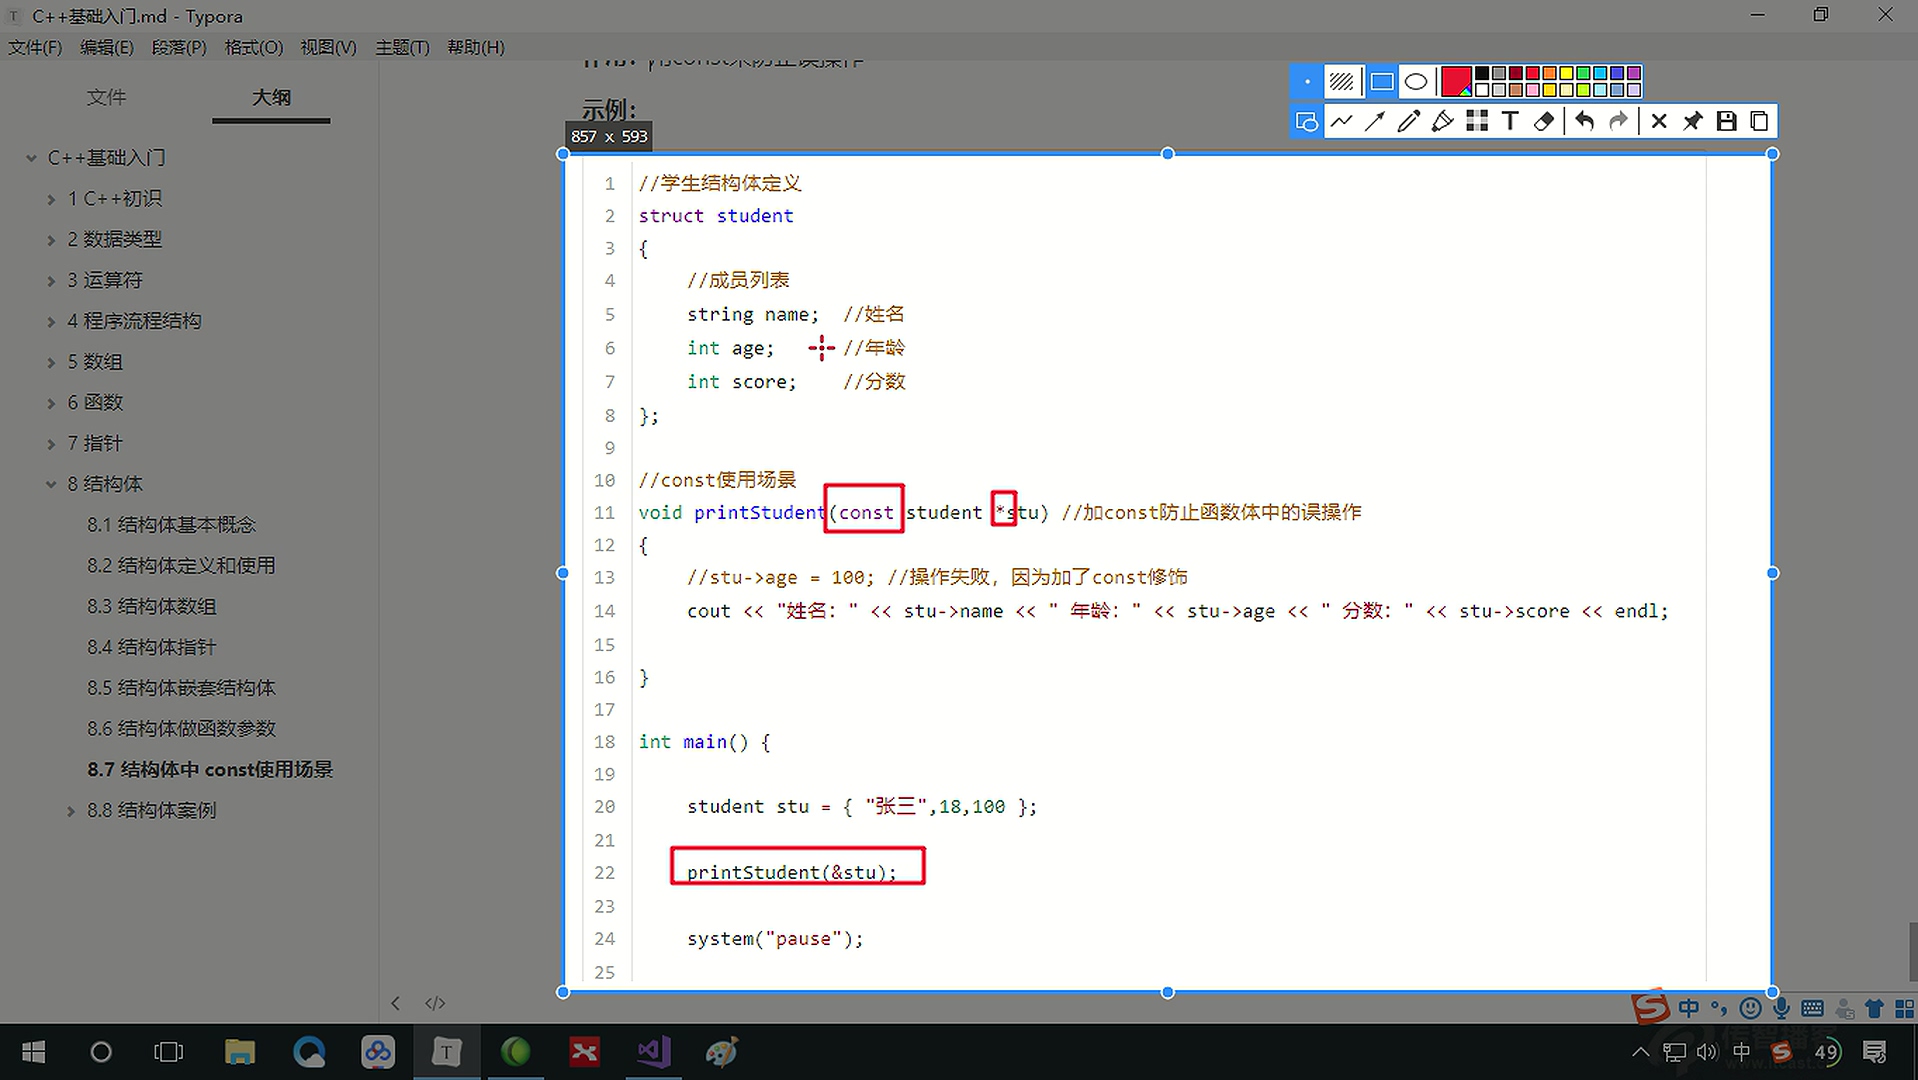 C++基础入门.md - Typora
文件(F) 编辑(E) 段落(P) 格式(O) 视图(V) 主题(T) 帮助(H)
文件 大纲
C++基础入门
1 C++初识
2 数据类型
3 运算符
4 程序流程结构
5 数组
6 函数
7 指针
8 结构体
8.1 结构体基本概念
8.2 结构体定义和使用
8.3 结构体数组
8.4 结构体指针
8.5 结构体嵌套结构体
8.6 结构体做函数参数
8.7 结构体中 const使用场景
8.8 结构体案例
示例：
857 x 593
1 //学生结构体定义
2 struct student
3 {
4 //成员列表
5 string name; //姓名
6 int age; //年龄
7 int score; //分数
8 };
9
10 //const使用场景
11 void printStudent(const student *stu) //加const防止函数体中的误操作
12 {
13 //stu->age = 100; //操作失败，因为加了const修饰
14 cout << "姓名：" << stu->name << " 年龄：" << stu->age << " 分数：" << stu->score << endl;
15
16 }
17
18 int main() {
19
20 student stu = { "张三",18,100 };
21
22 printStudent(&stu);
23
24 system("pause");
25
中
中
49